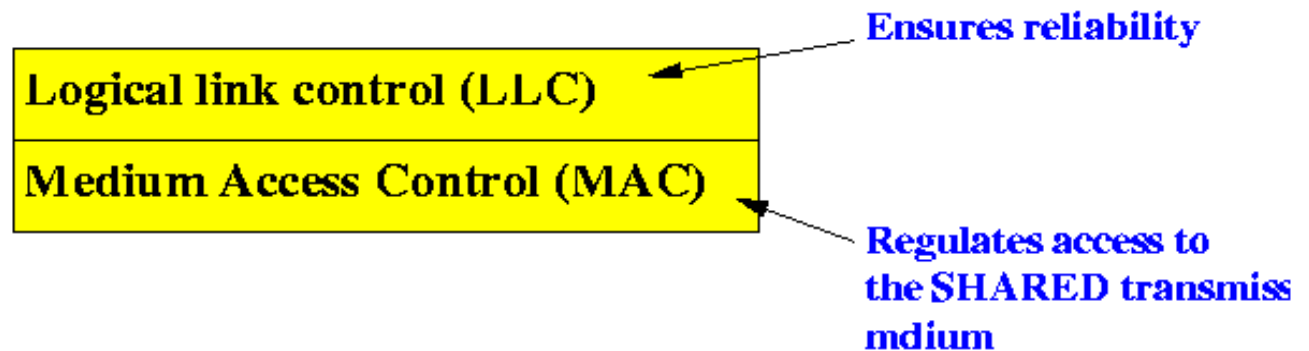 Ensures reliability
Logical link control (LLC)
Medium Access Control (MAC)
Regulates access to
the SHARED transmiss
mdium